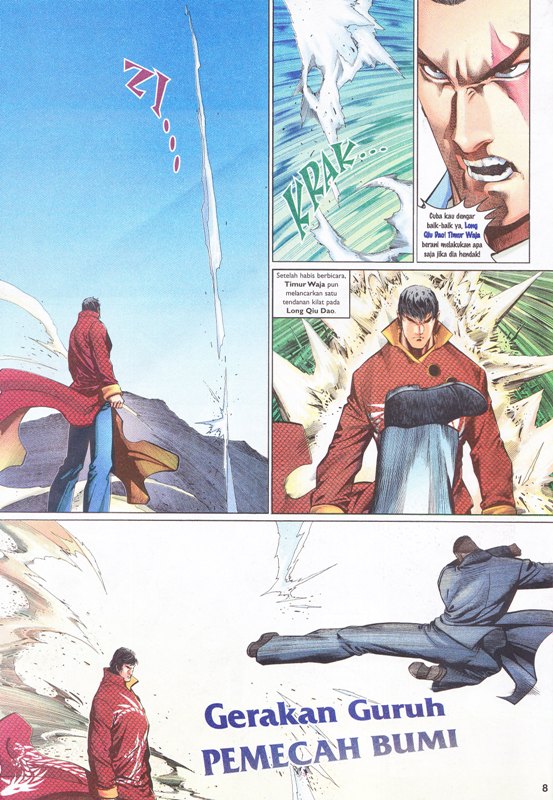 ZI...
KRAK...
Cuba kau dengar
baik-baik ya, Long
Qiu Dao! Timur Waja
berani melakukan apa
saja jika dia hendak!
Setelah habis berbicara,
Timur Waja pun
melancarkan satu
tendangan kilat pada
Long Qiu Dao.
Gerakan Guruh
PEMECAH BUMI
8